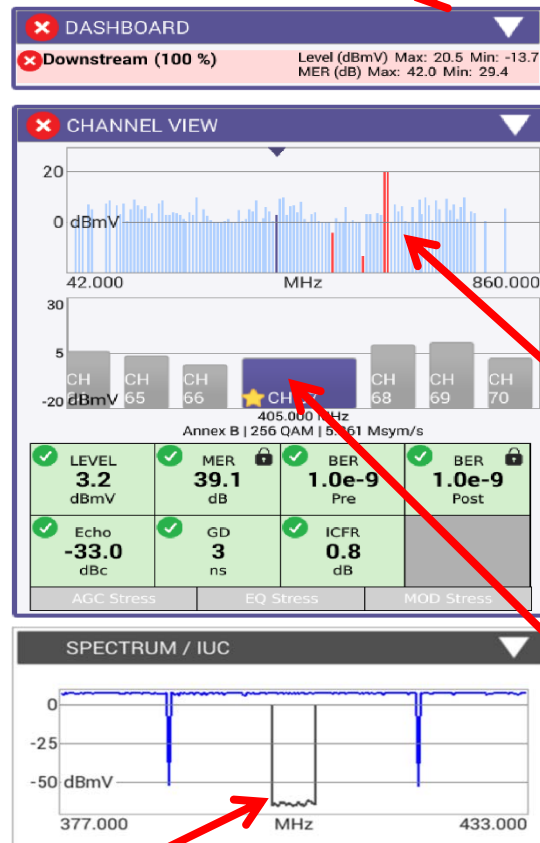 DASHBOARD
Downstream (100 %) Level (dBmV) Max: 20.5 Min: -13.7
MER (dB) Max: 42.0 Min: 29.4
CHANNEL VIEW
20
0 dBmV
42.000 MHz 860.000
30
5
-20 dBmV
CH CH 65 CH 66 CH CH 68 CH 69 CH 70
405.000 MHz
Annex B | 256 QAM | Msym/s
LEVEL 3.2 dBmV
MER 39.1 dB
BER 1.0e-9 Pre
BER 1.0e-9 Post
Echo -33.0 dBc
GD 3 ns
ICFR 0.8 dB
AGC Stress EQ Stress MOD Stress
SPECTRUM / IUC
0
-25
-50 dBmV
377.000 MHz 433.000